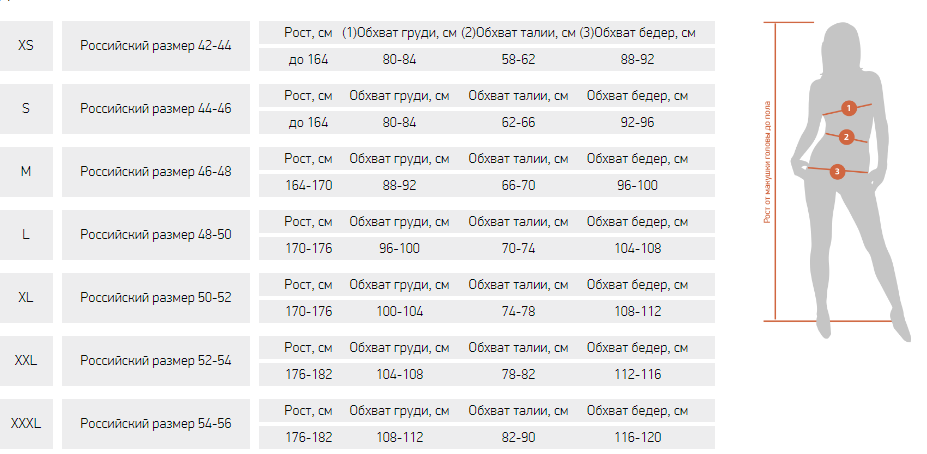 XS
Российский размер 42-44
Рост, см (1)Обхват груди, см (2)Обхват талии, см (3)Обхват бедер, см
до 164 80-84 58-62 88-92
S
Российский размер 44-46
Рост, см Обхват груди, см Обхват талии, см Обхват бедер, см
до 164 80-84 62-66 92-96
M
Российский размер 46-48
Рост, см Обхват груди, см Обхват талии, см Обхват бедер, см
164-170 88-92 66-70 96-100
L
Российский размер 48-50
Рост, см Обхват груди, см Обхват талии, см Обхват бедер, см
170-176 96-100 70-74 104-108
XL
Российский размер 50-52
Рост, см Обхват груди, см Обхват талии, см Обхват бедер, см
170-176 100-104 74-78 108-112
XXL
Российский размер 52-54
Рост, см Обхват груди, см Обхват талии, см Обхват бедер, см
176-182 104-108 78-82 112-116
XXXL
Российский размер 54-56
Рост, см Обхват груди, см Обхват талии, см Обхват бедер, см
176-182 108-112 82-90 116-120
Рост от макушки головы до пола
1
2
3